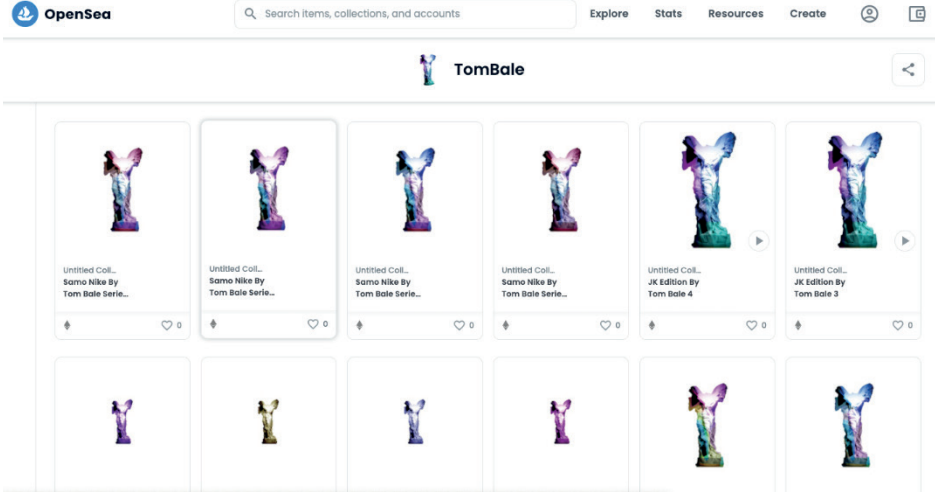 OpenSea
Search items, collections, and accounts
Explore
Stats
Resources
Create
TomBale
Untitled Coll...
Samo Nike By
Tom Bale Serie...
0
Untitled Coll...
Samo Nike By
Tom Bale Serie...
0
Untitled Coll...
Samo Nike By
Tom Bale Serie...
0
Untitled Coll...
Samo Nike By
Tom Bale Serie...
0
Untitled Coll...
JK Edition By
Tom Bale 4
0
Untitled Coll...
JK Edition By
Tom Bale 3
0